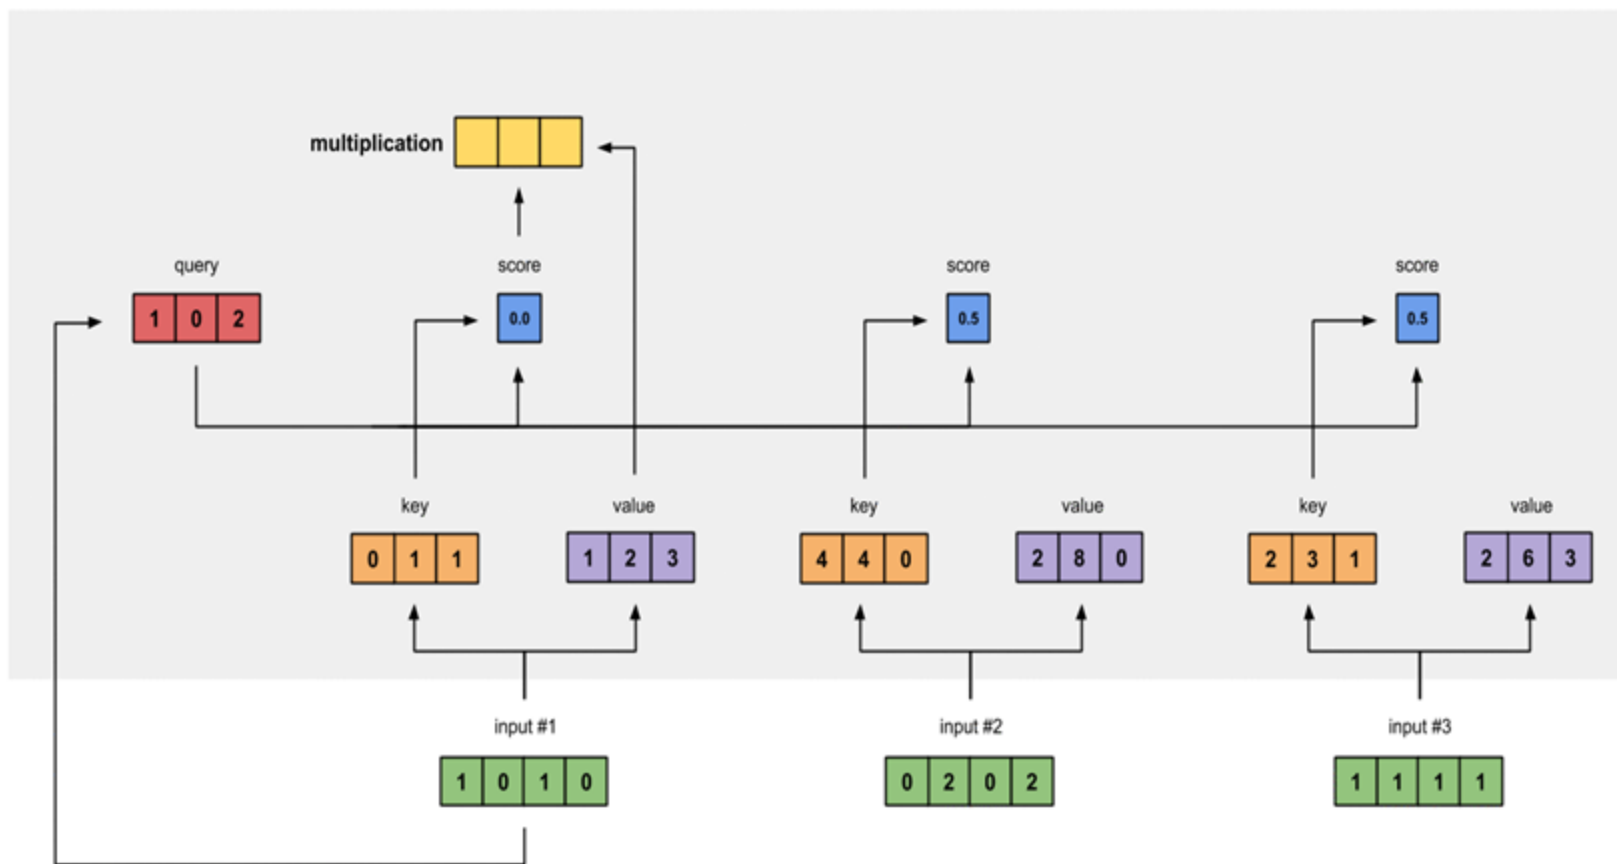 multiplication
query score score score
1 0 2 0.0 0.5 0.5
key value key value key value
0 1 1 1 2 3 4 4 0 2 8 0 2 3 1 2 6 3
input #1 input #2 input #3
1 0 1 0 0 2 0 2 1 1 1 1